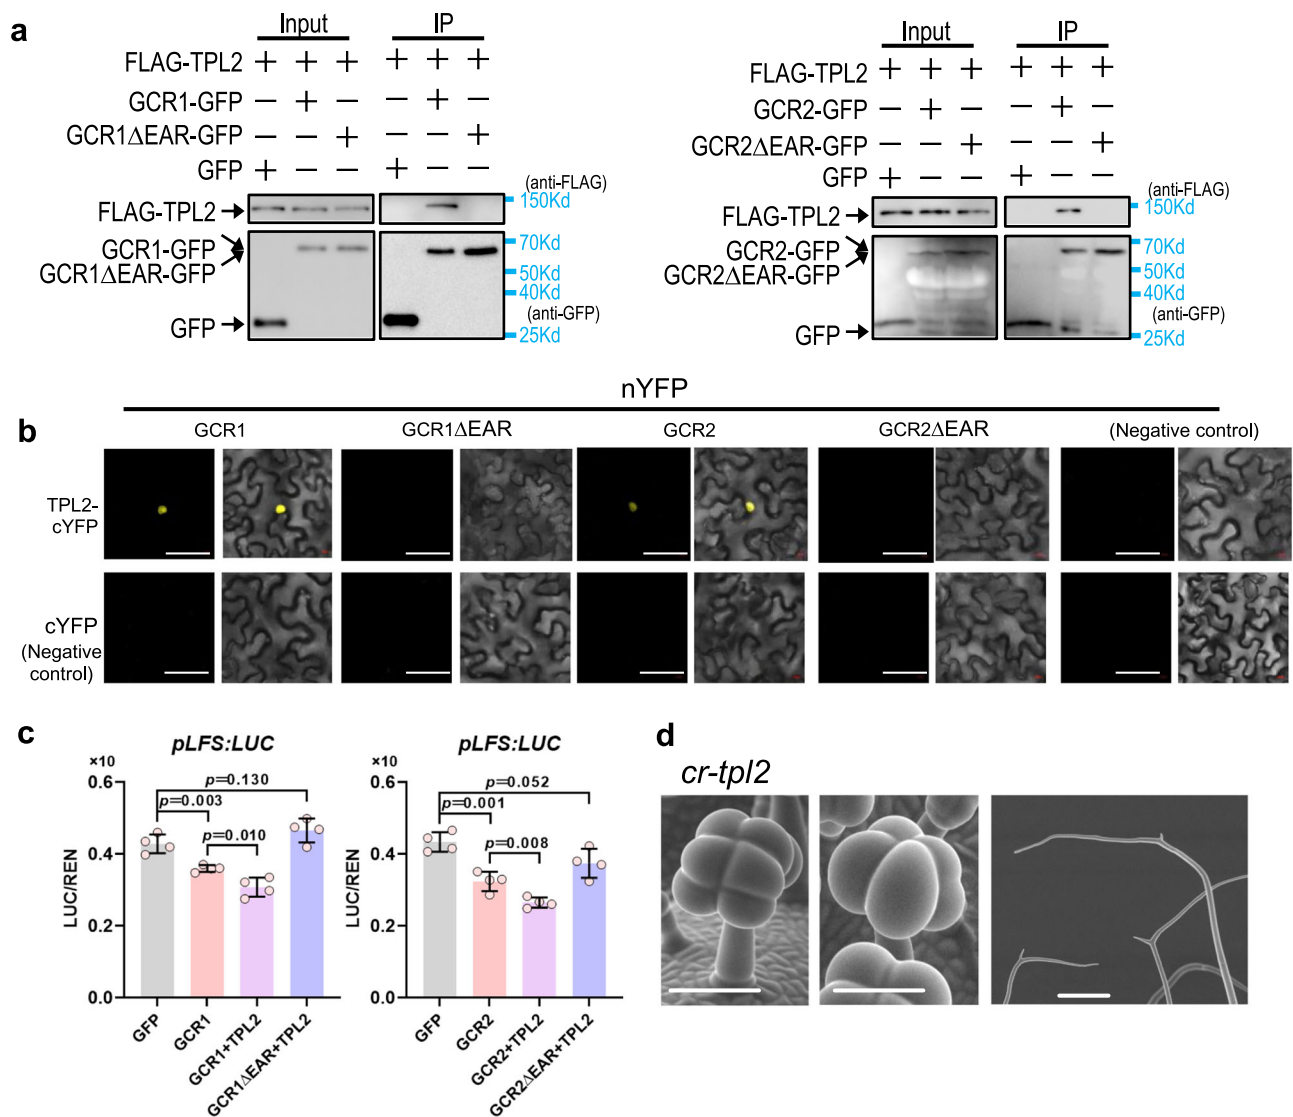 a
Input IP
FLAG-TPL2 + + + + + +
GCR1-GFP — + — — + —
GCR1ΔEAR-GFP — — + — — +
GFP + — — + — —
(anti-FLAG)
150Kd
FLAG-TPL2
GCR1-GFP
GCR1ΔEAR-GFP
70Kd
50Kd
40Kd
(anti-GFP)
GFP
25Kd
Input IP
FLAG-TPL2 + + + + + +
GCR2-GFP — + — — + —
GCR2ΔEAR-GFP — — + — — +
GFP + — — + — —
(anti-FLAG)
150Kd
FLAG-TPL2
GCR2-GFP
GCR2ΔEAR-GFP
70Kd
50Kd
40Kd
(anti-GFP)
GFP
25Kd
nYFP
b
GCR1 GCR1ΔEAR GCR2 GCR2ΔEAR (Negative control)
TPL2-
cYFP
cYFP
(Negative
control)
c
pLFS:LUC
×10
0.6
0.4
0.2
0.0
LUC/REN
p=0.130
p=0.003
p=0.010
GFP
GCR1
GCR1+TPL2
GCR1ΔEAR+TPL2
pLFS:LUC
×10
0.6
0.4
0.2
0.0
LUC/REN
p=0.052
p=0.001
p=0.008
GFP
GCR2
GCR2+TPL2
GCR2ΔEAR+TPL2
d
cr-tpl2